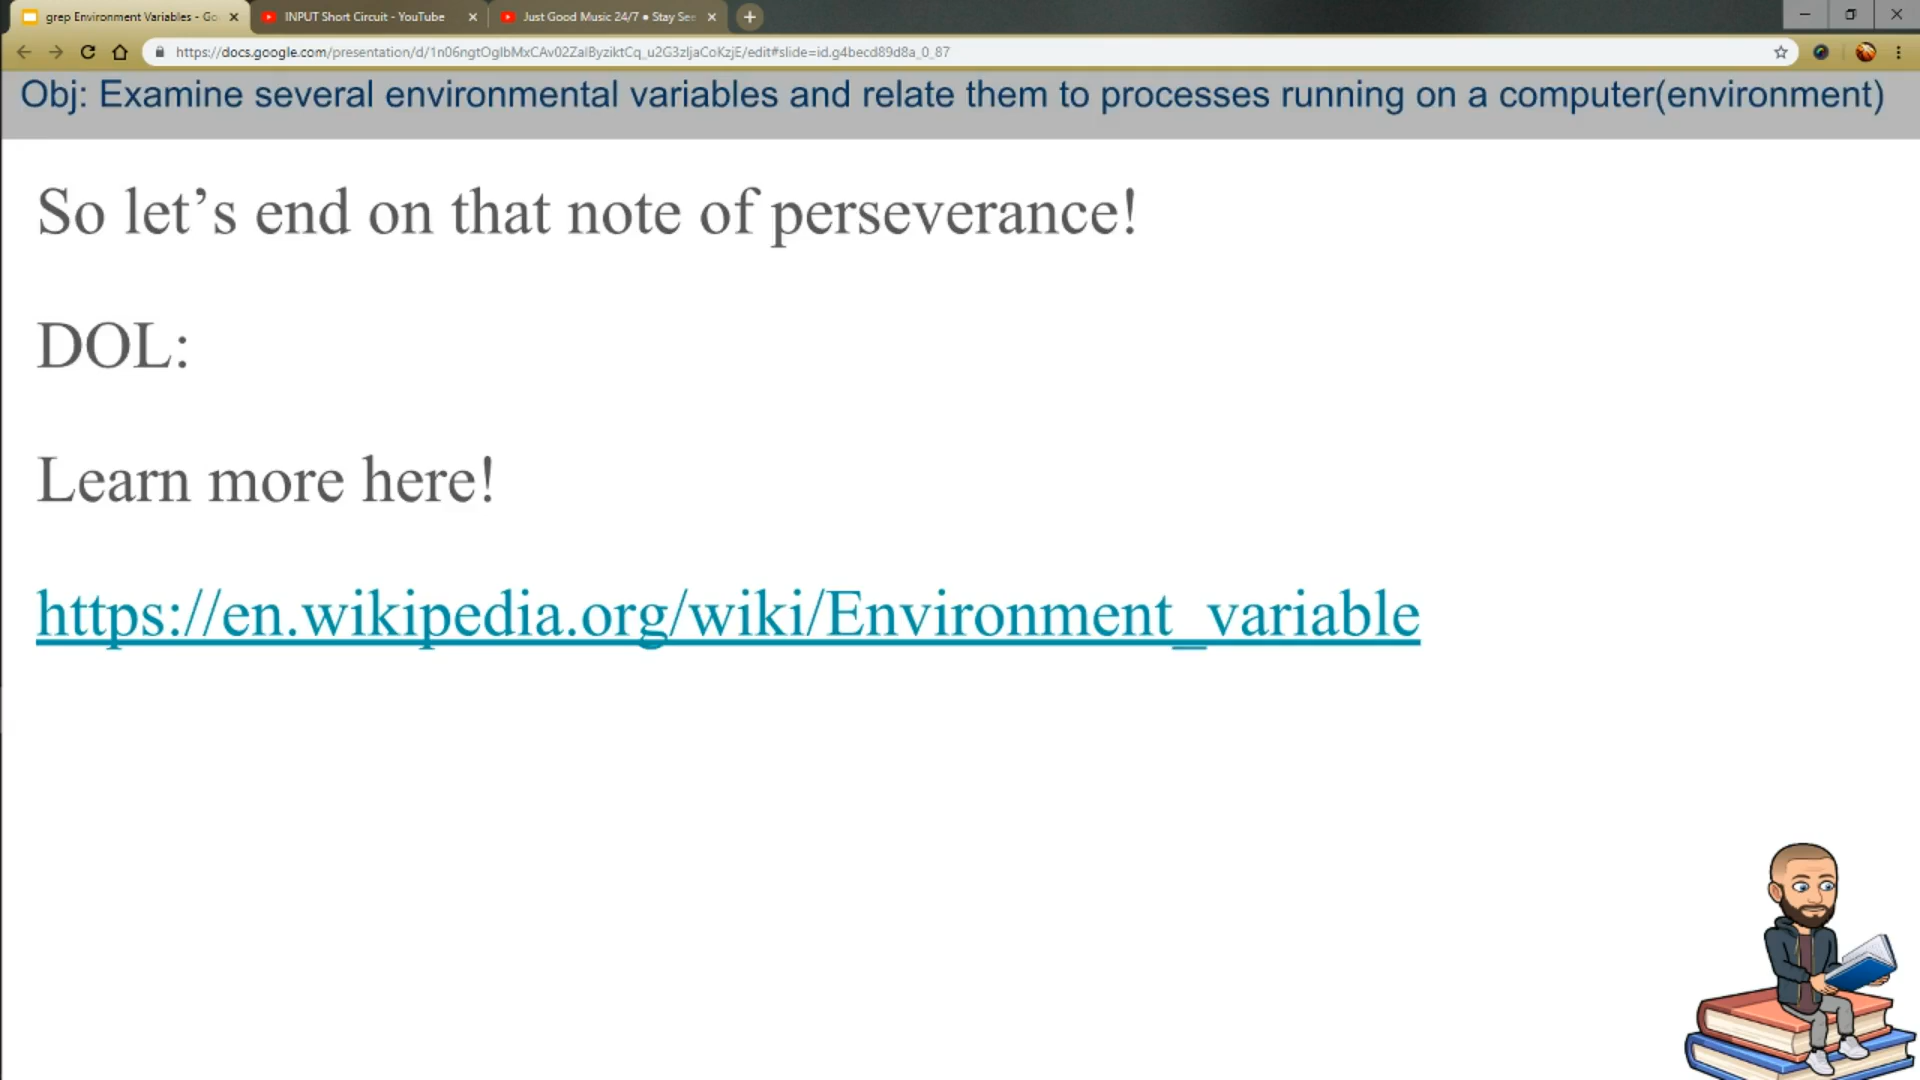 grep Environment Variables - Go
INPUT Short Circuit - YouTube
Just Good Music 24/7 ● Stay See
https://docs.google.com/presentation/d/1n06ngtOglbMxCAv02ZalByziktCq_u2G3zljaCoKzjE/edit#slide=id.g4becd89d8a_0_87
Obj: Examine several environmental variables and relate them to processes running on a computer(environment)
So let’s end on that note of perseverance!
DOL:
Learn more here!
https://en.wikipedia.org/wiki/Environment_variable